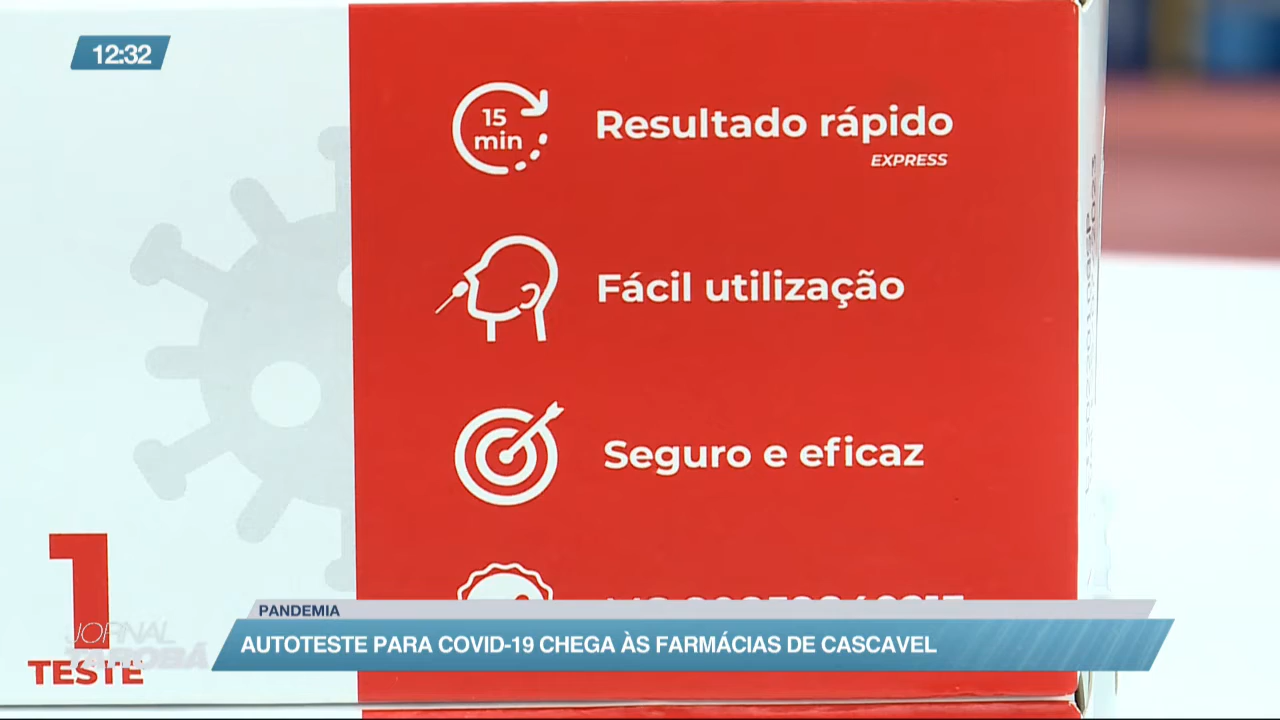 12:32
15
min
Resultado rápido
EXPRESS
Fácil utilização
Seguro e eficaz
1
TESTE
JORNAL
TAROBÁ
PANDEMIA
AUTOTESTE PARA COVID-19 CHEGA ÀS FARMÁCIAS DE CASCAVEL